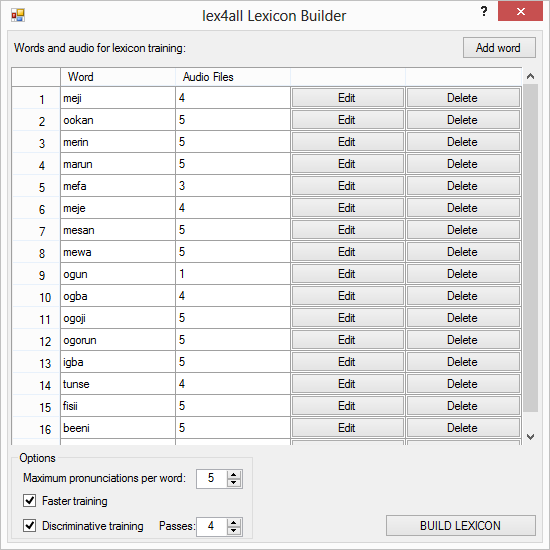 lex4all Lexicon Builder ?
Words and audio for lexicon training: Add word
Word Audio Files
1 meji 4 Edit Delete
2 ookan 5 Edit Delete
3 merin 5 Edit Delete
4 marun 5 Edit Delete
5 mefa 3 Edit Delete
6 meje 4 Edit Delete
7 mesan 5 Edit Delete
8 mewa 5 Edit Delete
9 ogun 1 Edit Delete
10 ogba 4 Edit Delete
11 ogoji 5 Edit Delete
12 ogorun 5 Edit Delete
13 igba 5 Edit Delete
14 tunse 4 Edit Delete
15 fisii 5 Edit Delete
16 beeni 5 Edit Delete
Options
Maximum pronunciations per word: 5
Faster training
Discriminative training Passes: 4
BUILD LEXICON